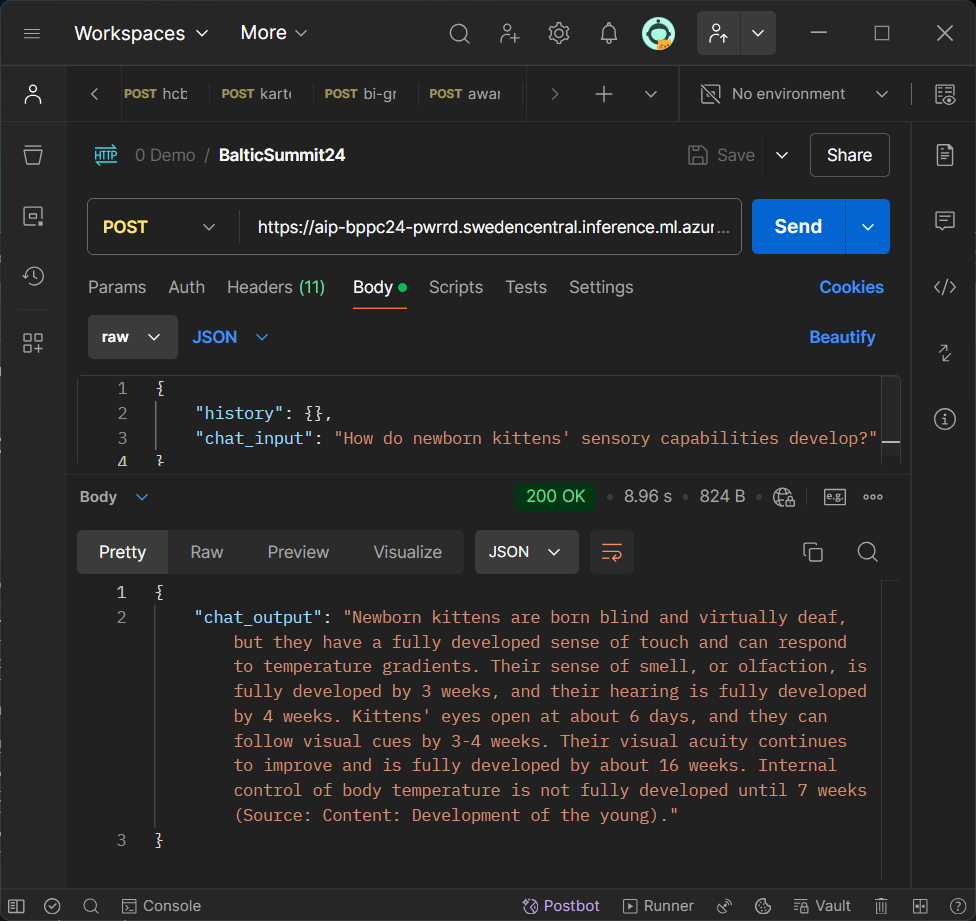 Workspaces More
POST hcb POST karte POST bi-gr POST awar No environment
HTTP 0 Demo / BalticSummit24 Save Share
POST https://aip-bppc24-pwrrd.swedencentral.inference.ml.azur... Send
Params Auth Headers (11) Body Scripts Tests Settings Cookies
raw JSON Beautify
1 {
2 "history": {},
3 "chat_input": "How do newborn kittens' sensory capabilities develop?"
4 }
Body 200 OK 8.96 s 824 B e.g.
Pretty Raw Preview Visualize JSON
1 {
2 "chat_output": "Newborn kittens are born blind and virtually deaf,
but they have a fully developed sense of touch and can respond
to temperature gradients. Their sense of smell, or olfaction, is
fully developed by 3 weeks, and their hearing is fully developed
by 4 weeks. Kittens' eyes open at about 6 days, and they can
follow visual cues by 3-4 weeks. Their visual acuity continues
to improve and is fully developed by about 16 weeks. Internal
control of body temperature is not fully developed until 7 weeks
(Source: Content: Development of the young)."
3 }
Console Postbot Runner Vault